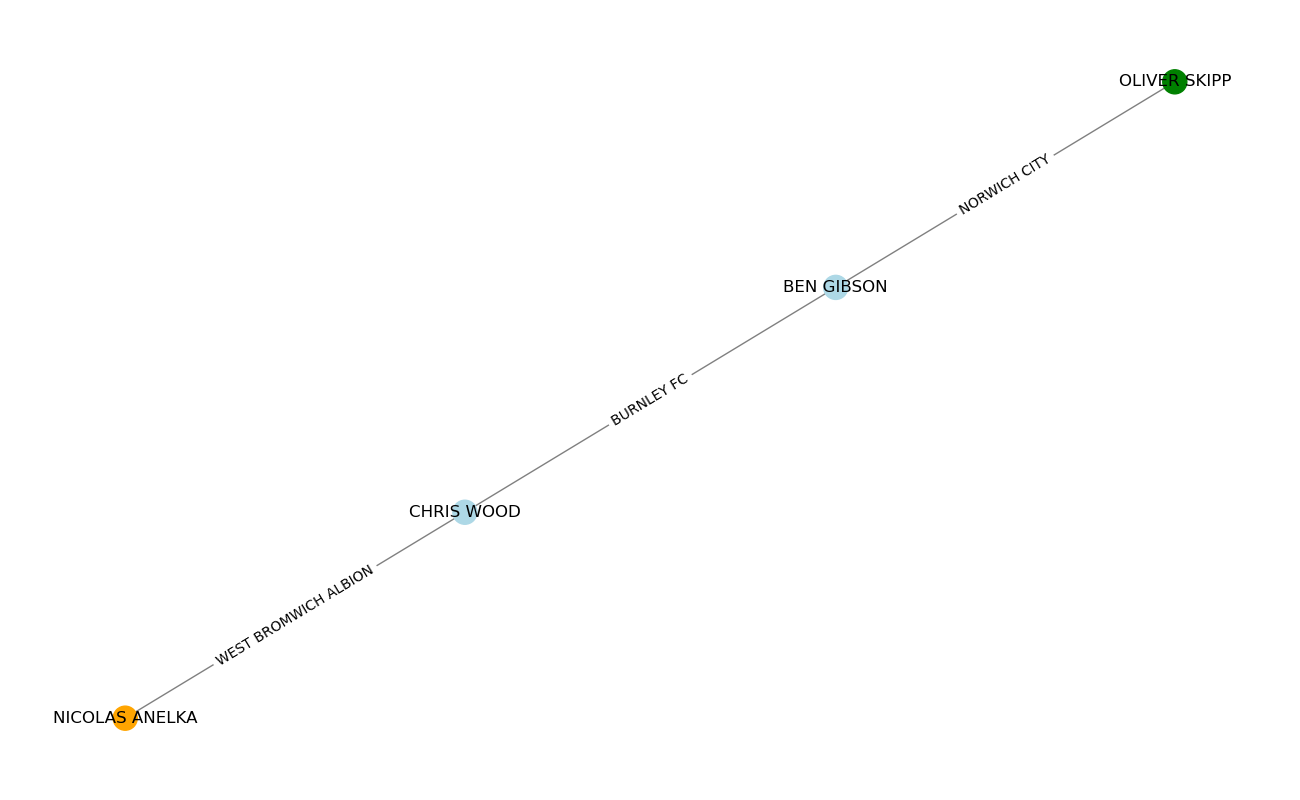 OLIVER SKIPP
NORWICH CITY
BEN GIBSON
BURNLEY FC
CHRIS WOOD
WEST BROMWICH ALBION
NICOLAS ANELKA